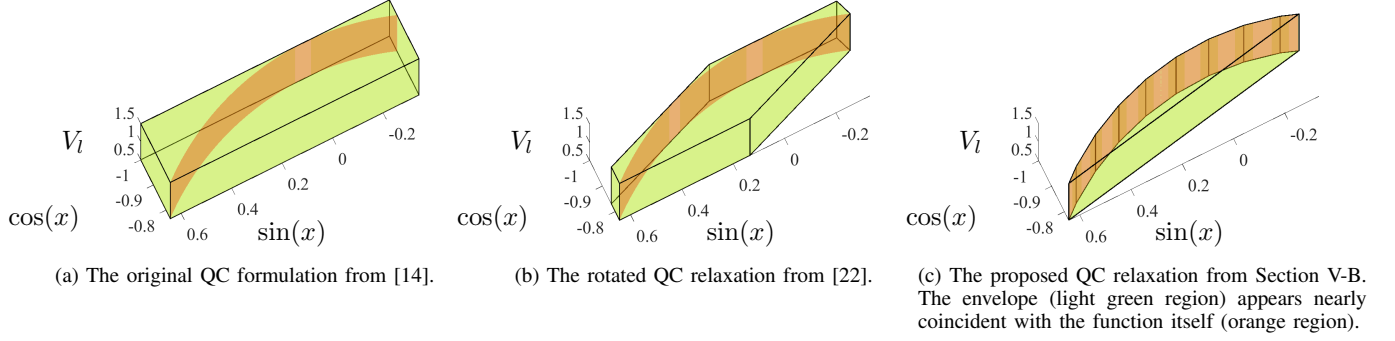 1.5
1
0.5
V_l
-1
-0.9
-0.8
cos(x)
0.6
0.4
0.2
0
-0.2
sin(x)
(a) The original QC formulation from [14].
1.5
1
0.5
V_l
-1
-0.9
-0.8
cos(x)
0.6
0.4
0.2
0
-0.2
sin(x)
(b) The rotated QC relaxation from [22].
1.5
1
0.5
V_l
-1
-0.9
-0.8
cos(x)
0.6
0.4
0.2
0
-0.2
sin(x)
(c) The proposed QC relaxation from Section V-B.
The envelope (light green region) appears nearly
coincident with the function itself (orange region).